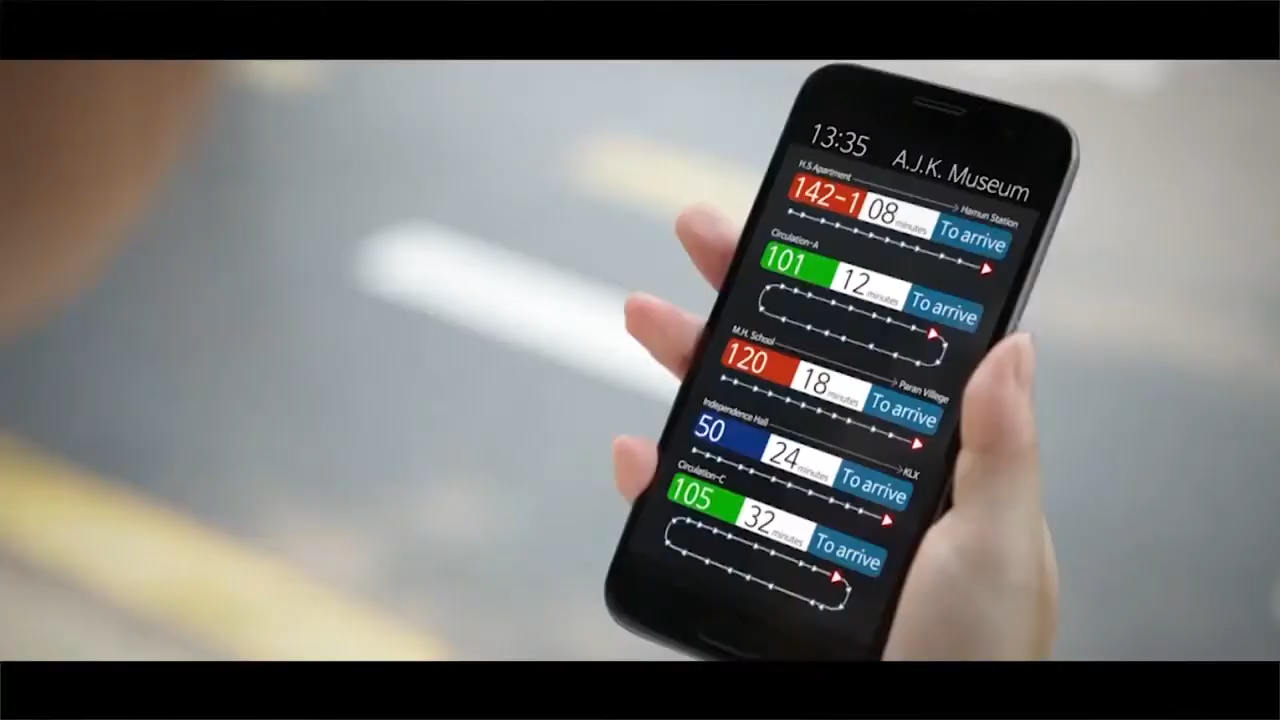 13:35 A.J.K. Museum
H.S Apartment Hamun Station
142-1 08 minutes To arrive
Circulation-A
101 12 minutes To arrive
M.H. School Paran Villege
120 18 minutes To arrive
Independence Hall KLX
50 24 minutes To arrive
Circulation-C
105 32 minutes To arrive